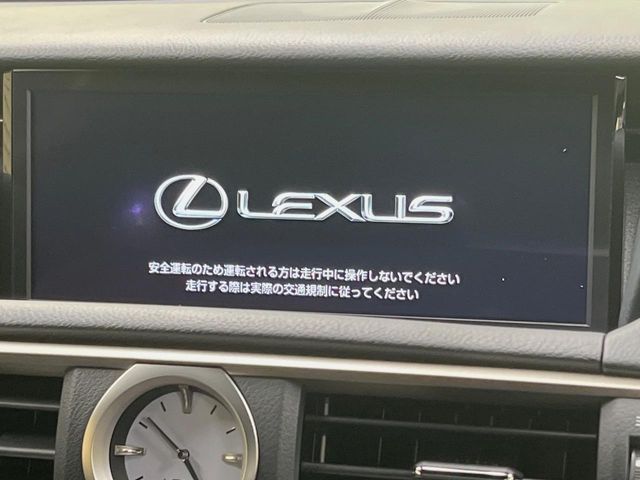 LEXUS
安全運転のため運転される方は走行中に操作しないでください
走行する際は実際の交通規制に従ってください